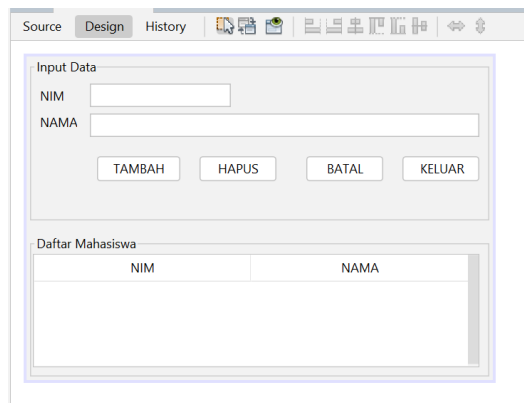 Source Design History
Input Data
NIM
NAMA
TAMBAH HAPUS BATAL KELUAR
Daftar Mahasiswa
NIM NAMA